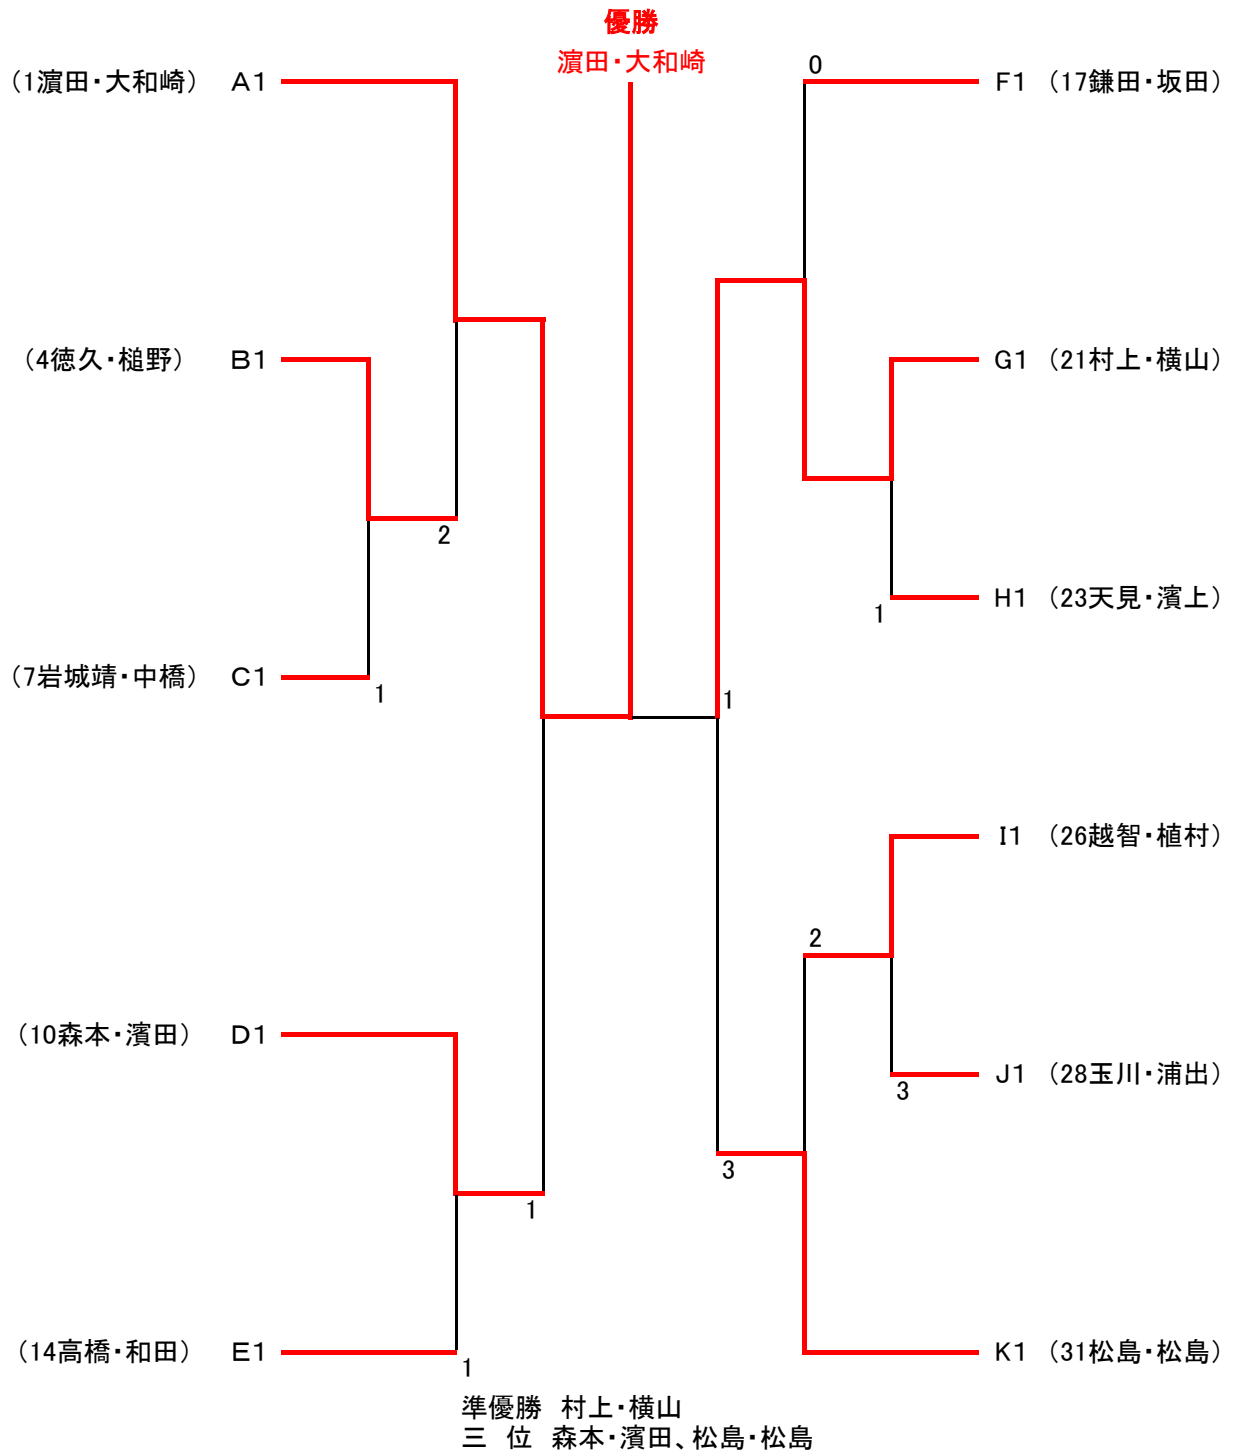 優勝
濵田・大和崎
0
（1濵田・大和崎） A1
F1 （17鎌田・坂田）
（4徳久・槌野） B1
G1 （21村上・横山）
2
H1 （23天見・濱上）
1
（7岩城靖・中橋） C1
1
1
I1 （26越智・植村）
2
（10森本・濱田） D1
J1 （28玉川・浦出）
3
3
1
（14高橋・和田） E1
K1 （31松島・松島）
1
準優勝 村上・横山
三 位 森本・濱田、松島・松島